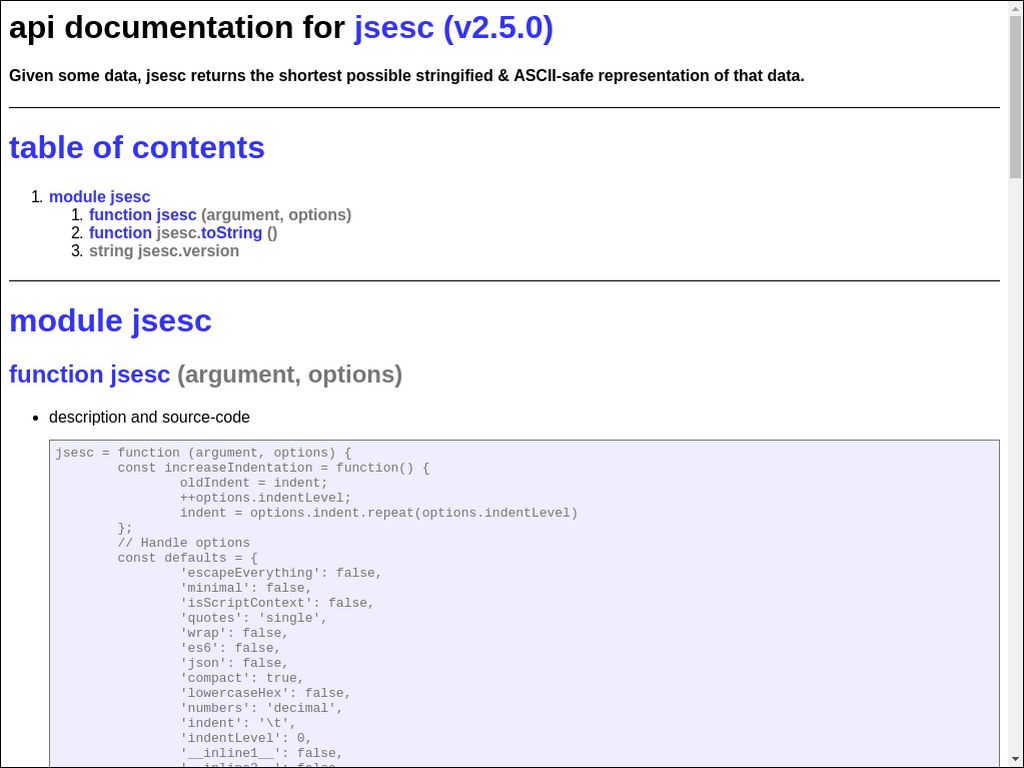 api documentation for jsesc (v2.5.0)
Given some data, jsesc returns the shortest possible stringified & ASCII-safe representation of that data.
table of contents
1. module jsesc
1. function jsesc (argument, options)
2. function jsesc.toString ()
3. string jsesc.version
module jsesc
function jsesc (argument, options)
• description and source-code
jsesc = function (argument, options) {
const increaseIndentation = function() {
oldIndent = indent;
++options.indentLevel;
indent = options.indent.repeat(options.indentLevel)
};
// Handle options
const defaults = {
'escapeEverything': false,
'minimal': false,
'isScriptContext': false,
'quotes': 'single',
'wrap': false,
'es6': false,
'json': false,
'compact': true,
'lowercaseHex': false,
'numbers': 'decimal',
'indent': '\t',
'indentLevel': 0,
'__inline1__': false,
'__inline2__': false